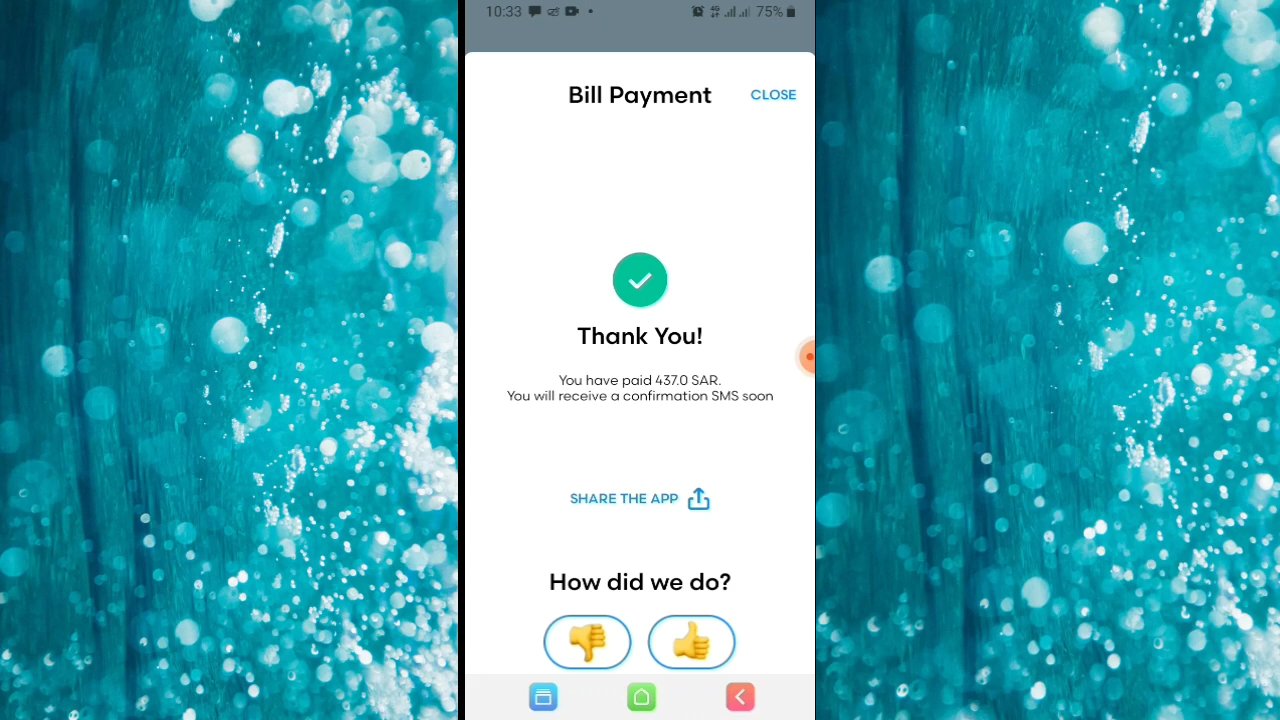 10:33
75%
Bill Payment
CLOSE
Thank You!
You have paid 437.0 SAR.
You will receive a confirmation SMS soon
SHARE THE APP
How did we do?